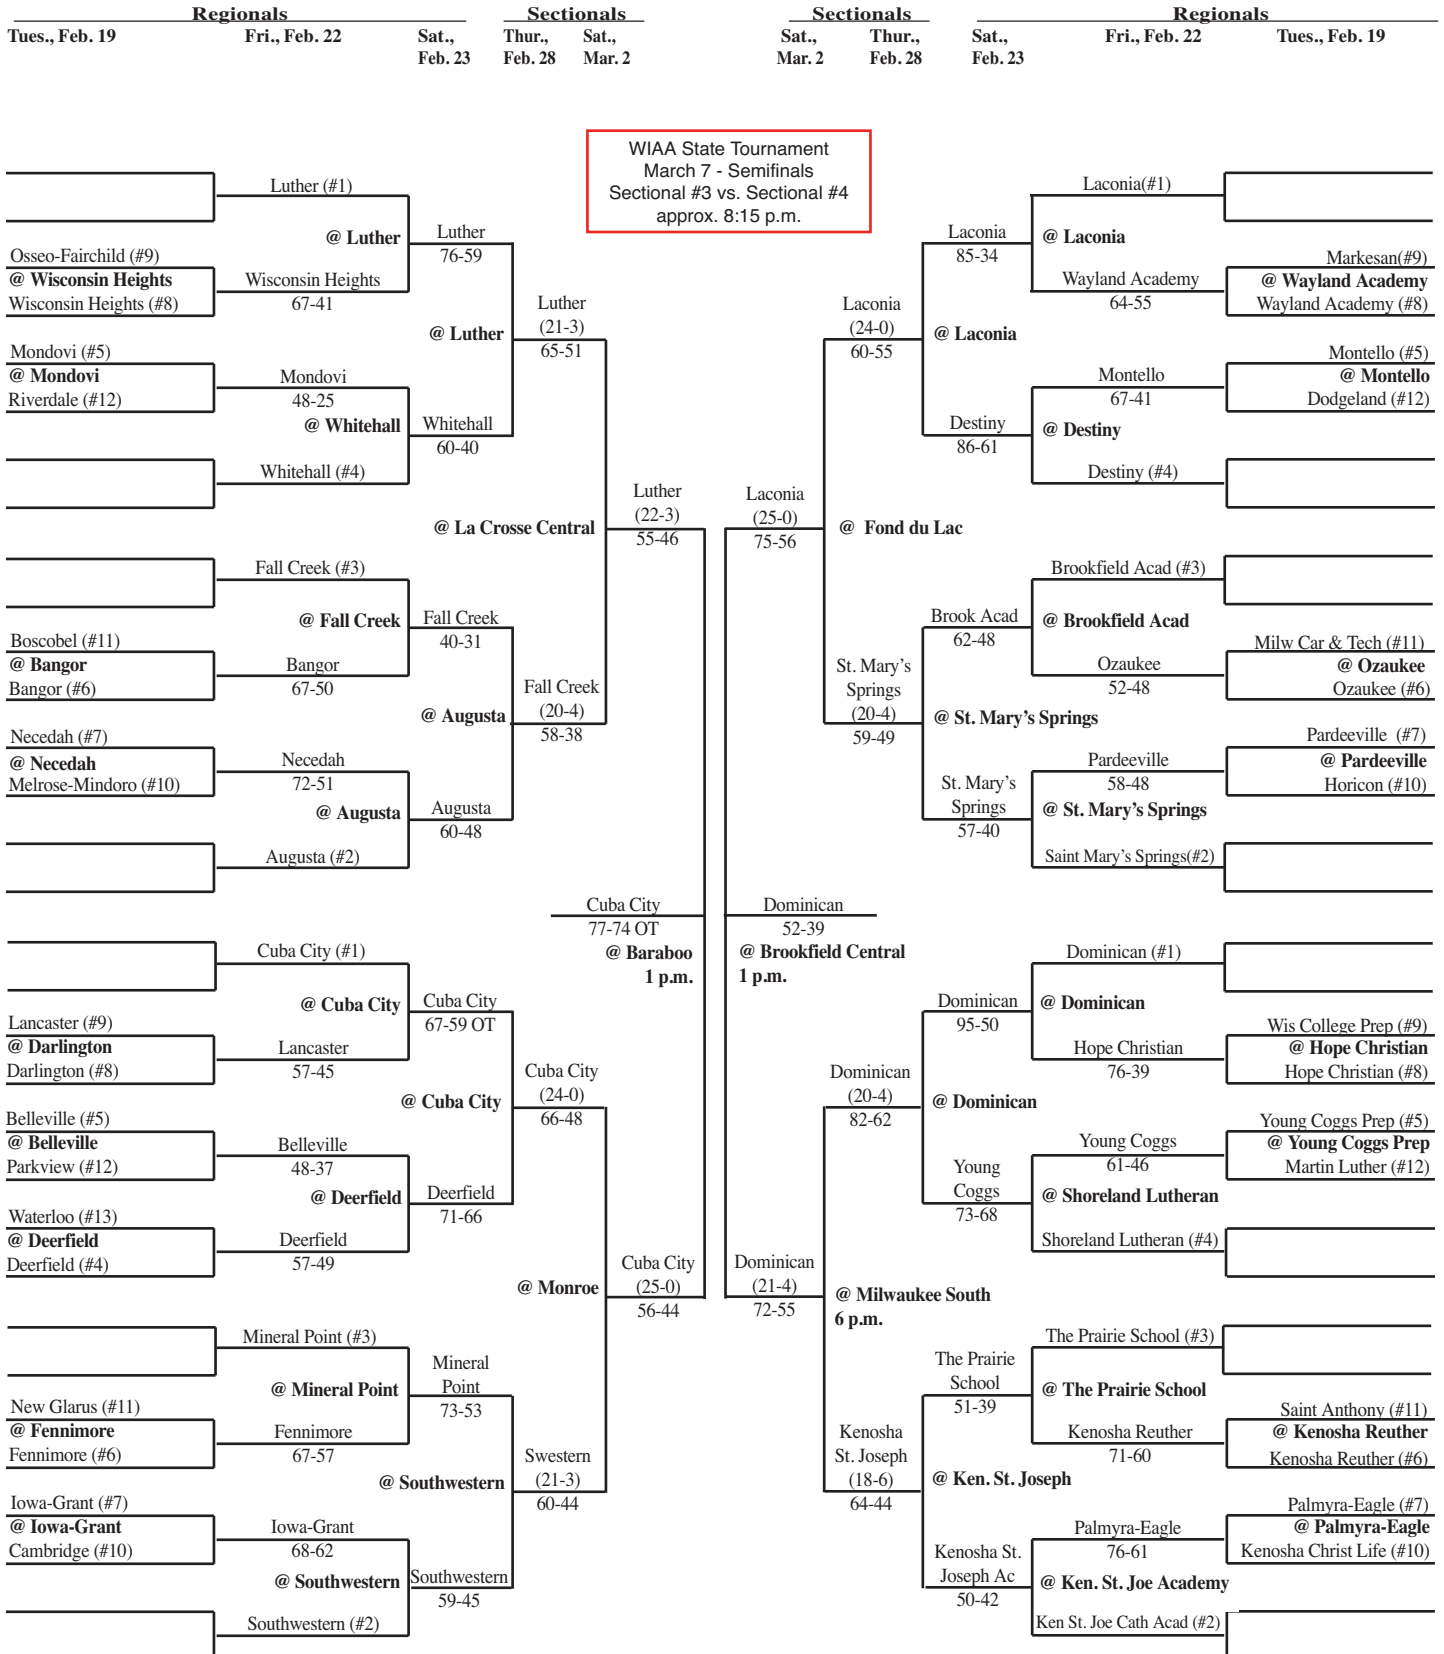 Regionals
Sectionals
Sectionals
Regionals
Tues., Feb. 19
Fri., Feb. 22
Sat.,
Feb. 23
Thur.,
Feb. 28
Sat.,
Mar. 2
Sat.,
Mar. 2
Thur.,
Feb. 28
Sat.,
Feb. 23
Fri., Feb. 22
Tues., Feb. 19
WIAA State Tournament
March 7 - Semifinals
Sectional #3 vs. Sectional #4
approx. 8:15 p.m.
Luther (#1)
@ Luther
Osseo-Fairchild (#9)
@ Wisconsin Heights
Wisconsin Heights (#8)
Wisconsin Heights
67-41
Luther
76-59
Mondovi (#5)
@ Mondovi
Riverdale (#12)
Mondovi
48-25
@ Whitehall
Whitehall (#4)
Whitehall
60-40
@ Luther
Luther
(21-3)
65-51
@ La Crosse Central
Luther
(22-3)
55-46
Fall Creek (#3)
@ Fall Creek
Boscobel (#11)
@ Bangor
Bangor (#6)
Bangor
67-50
Fall Creek
40-31
@ Augusta
Fall Creek
(20-4)
58-38
Necedah (#7)
@ Necedah
Melrose-Mindoro (#10)
Necedah
72-51
@ Augusta
Augusta (#2)
Augusta
60-48
Cuba City
77-74 OT
@ Baraboo
1 p.m.
Cuba City (#1)
@ Cuba City
Lancaster (#9)
@ Darlington
Darlington (#8)
Lancaster
57-45
Cuba City
67-59 OT
@ Cuba City
Cuba City
(24-0)
66-48
Belleville (#5)
@ Belleville
Parkview (#12)
Belleville
48-37
@ Deerfield
Deerfield
71-66
Waterloo (#13)
@ Deerfield
Deerfield (#4)
Deerfield
57-49
@ Monroe
Cuba City
(25-0)
56-44
Mineral Point (#3)
@ Mineral Point
Mineral
Point
73-53
New Glarus (#11)
@ Fennimore
Fennimore (#6)
Fennimore
67-57
@ Southwestern
Swestern
(21-3)
60-44
Iowa-Grant (#7)
@ Iowa-Grant
Cambridge (#10)
Iowa-Grant
68-62
@ Southwestern
Southwestern
59-45
Southwestern (#2)
Laconia(#1)
@ Laconia
Laconia
85-34
Markesan(#9)
@ Wayland Academy
Wayland Academy (#8)
Wayland Academy
64-55
Laconia
(24-0)
60-55
@ Laconia
Montello (#5)
@ Montello
Dodgeland (#12)
Montello
67-41
@ Destiny
Destiny
86-61
Destiny (#4)
Laconia
(25-0)
75-56
@ Fond du Lac
Brookfield Acad (#3)
@ Brookfield Acad
Brook Acad
62-48
Milw Car & Tech (#11)
@ Ozaukee
Ozaukee (#6)
Ozaukee
52-48
St. Mary's
Springs
(20-4)
59-49
@ St. Mary's Springs
Pardeeville (#7)
@ Pardeeville
Horicon (#10)
Pardeeville
58-48
@ St. Mary's Springs
St. Mary's
Springs
57-40
Saint Mary's Springs(#2)
Dominican
52-39
@ Brookfield Central
1 p.m.
Dominican (#1)
@ Dominican
Dominican
95-50
Wis College Prep (#9)
@ Hope Christian
Hope Christian (#8)
Hope Christian
76-39
Dominican
(20-4)
82-62
@ Dominican
Young Coggs Prep (#5)
@ Young Coggs Prep
Martin Luther (#12)
Young Coggs
61-46
@ Shoreland Lutheran
Young
Coggs
73-68
Shoreland Lutheran (#4)
Dominican
(21-4)
72-55
@ Milwaukee South
6 p.m.
The Prairie School (#3)
@ The Prairie School
The Prairie
School
51-39
Saint Anthony (#11)
@ Kenosha Reuther
Kenosha Reuther (#6)
Kenosha Reuther
71-60
Kenosha
St. Joseph
(18-6)
64-44
@ Ken. St. Joseph
Palmyra-Eagle (#7)
@ Palmyra-Eagle
Kenosha Christ Life (#10)
Palmyra-Eagle
76-61
@ Ken. St. Joe Academy
Kenosha St.
Joseph Ac
50-42
Ken St. Joe Cath Acad (#2)